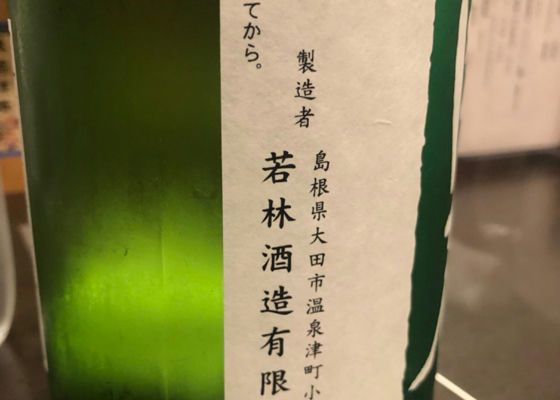 製造者
島根県大田市温泉津町小
若林酒造有限
てから。